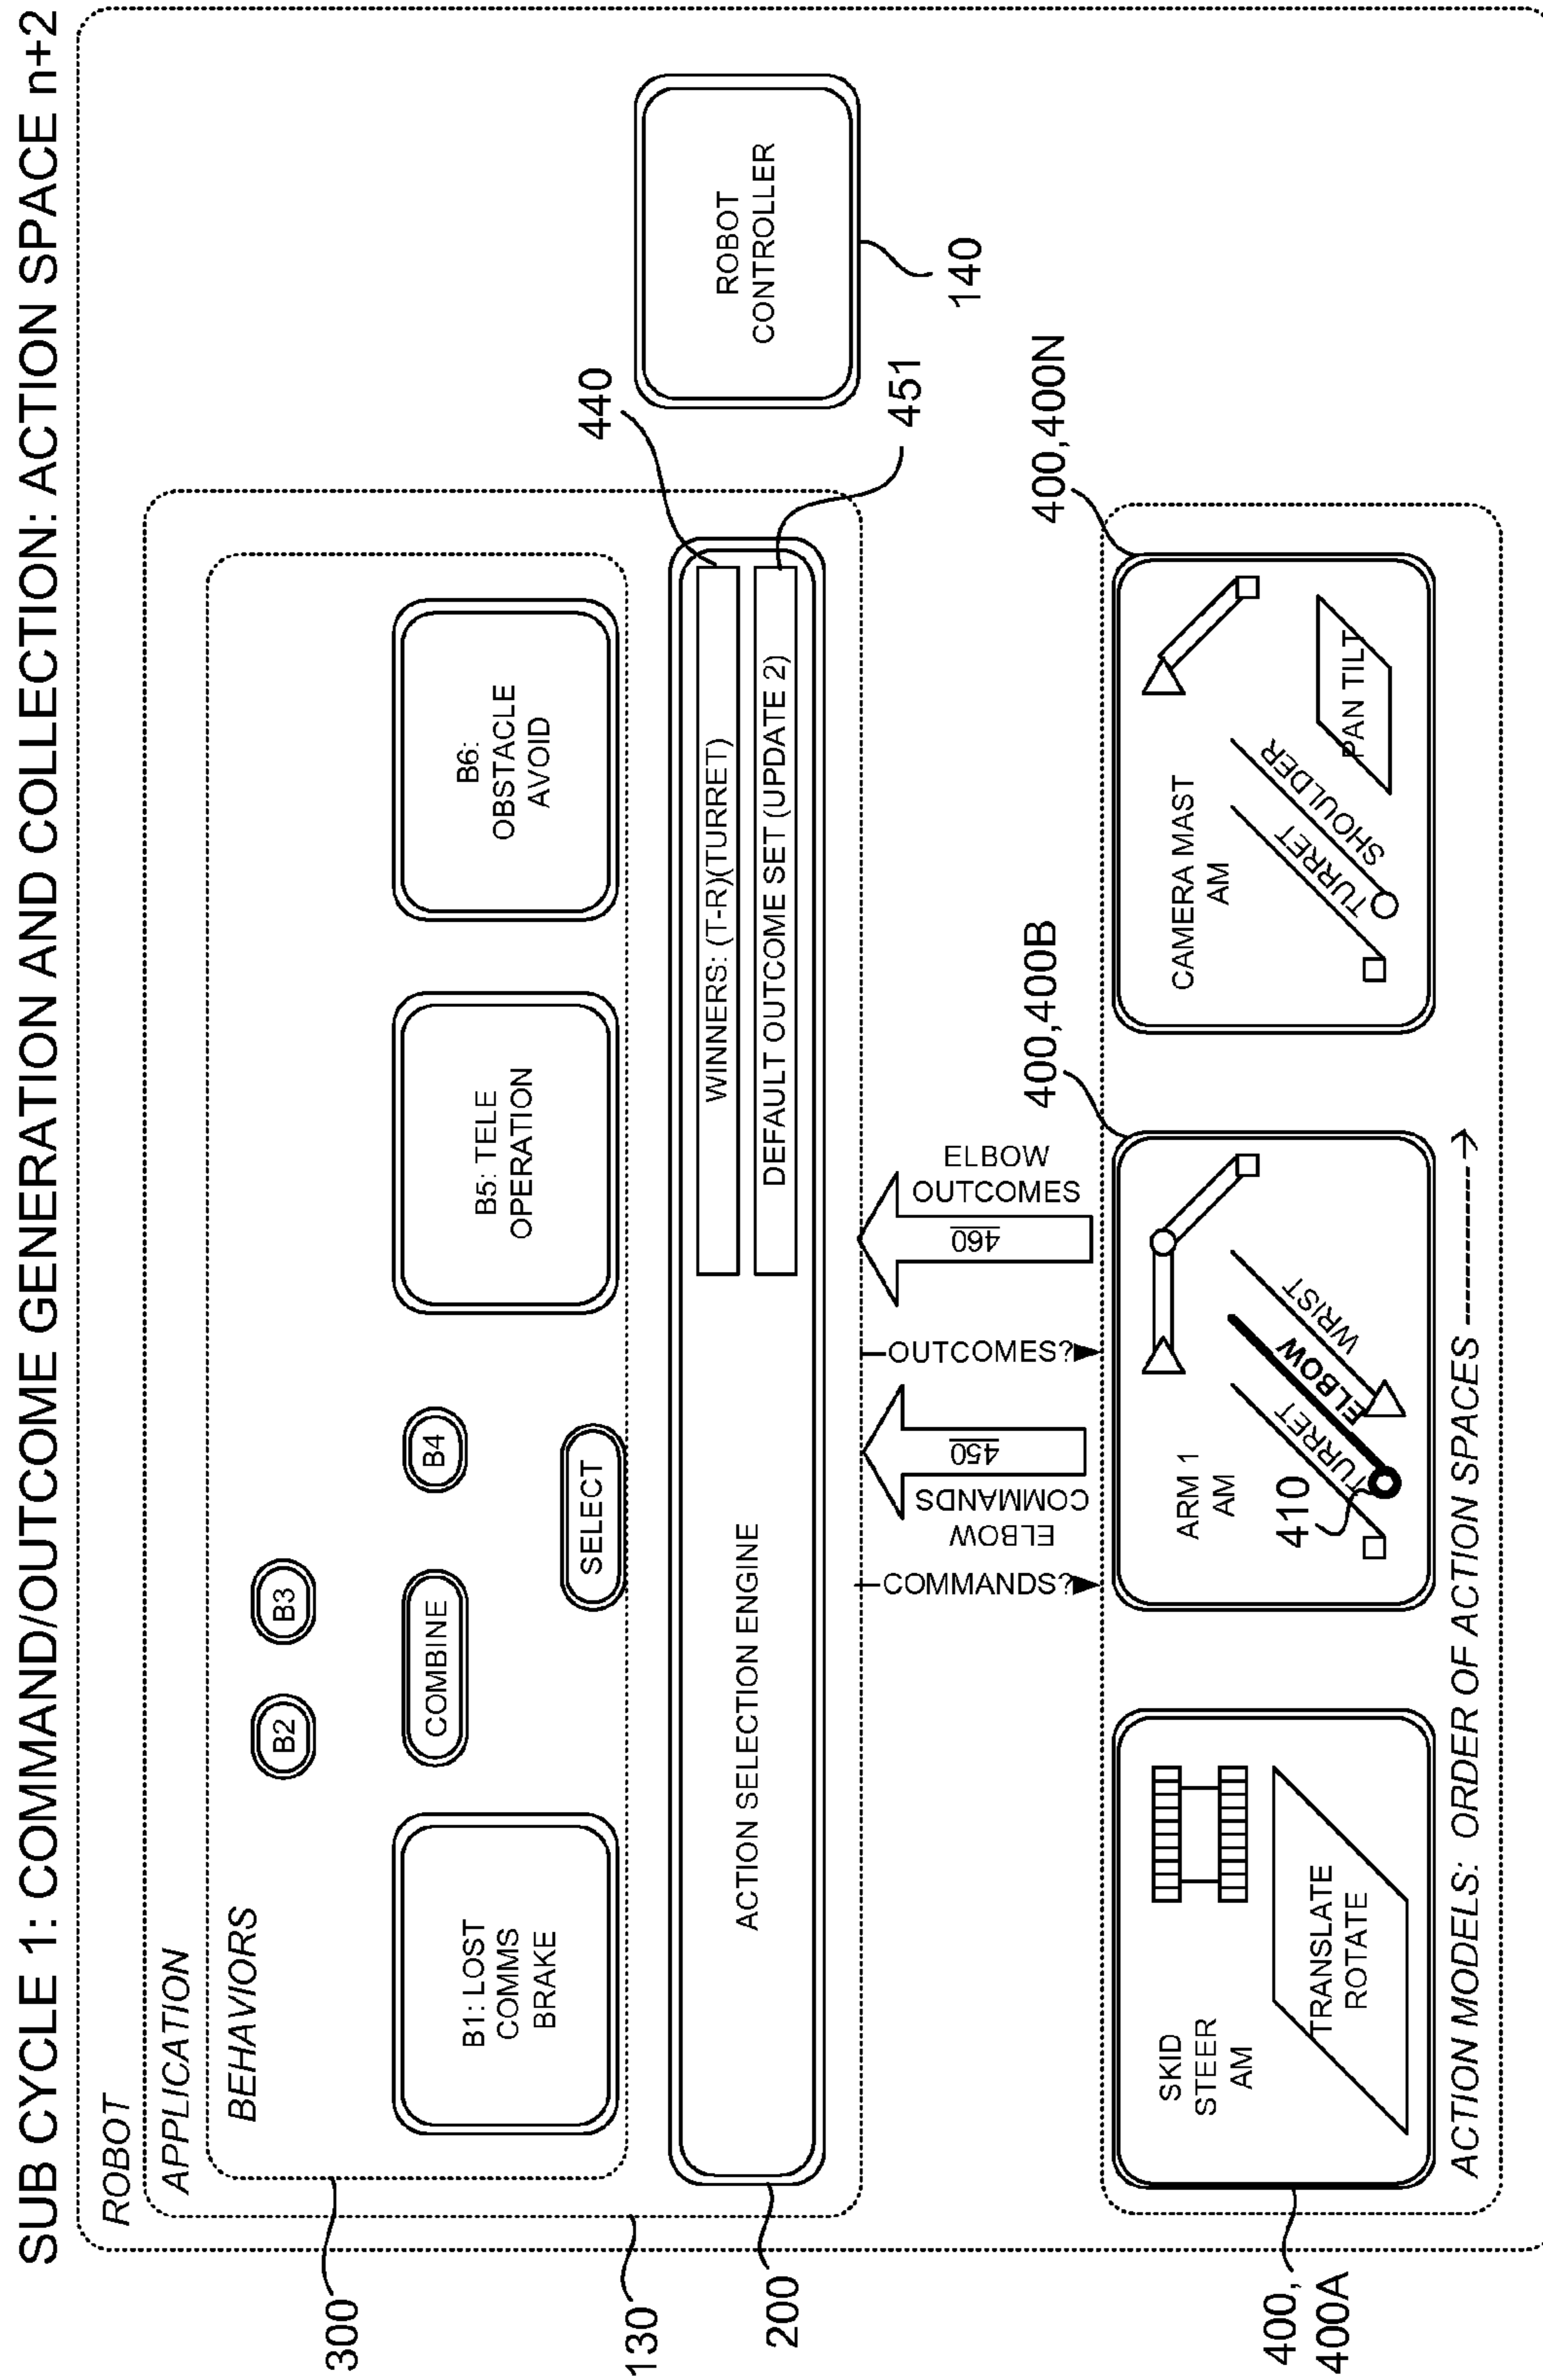 SUB CYCLE 1: COMMAND/OUTCOME GENERATION AND COLLECTION: ACTION SPACE n+2
ROBOT
APPLICATION
BEHAVIORS
300
130
200
B1: LOST
COMMS
BRAKE
B2
B3
COMBINE
B4
SELECT
B5: TELE
OPERATION
B6:
OBSTACLE
AVOID
440
ACTION SELECTION ENGINE
WINNERS: (T-R)(TURRET)
DEFAULT OUTCOME SET (UPDATE 2)
451
ROBOT
CONTROLLER
140
COMMANDS?
ELBOW
COMMANDS
450
OUTCOMES?
460
ELBOW
OUTCOMES
400,
400A
SKID
STEER
AM
TRANSLATE
ROTATE
400,400B
ARM 1
AM
410
TURRET
ELBOW
WRIST
400,400N
CAMERA MAST
AM
TURRET
SHOULDER
PAN TILT
ACTION MODELS: ORDER OF ACTION SPACES